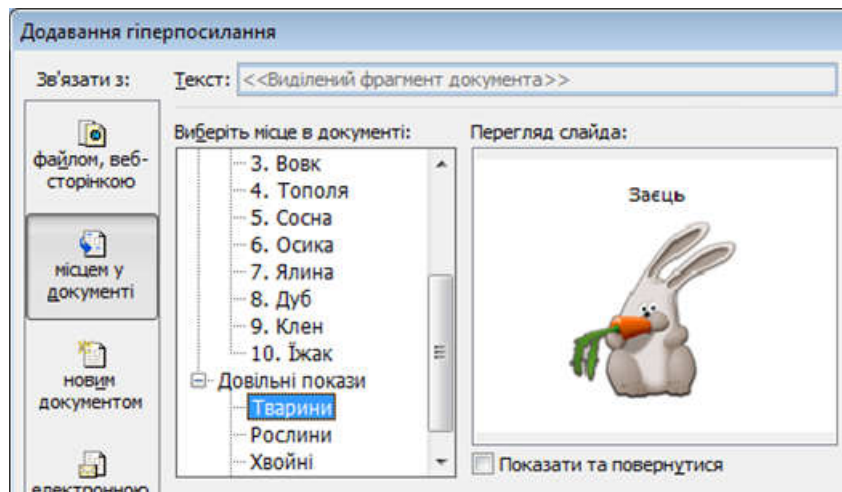 Додавання гіперпосилання
Зв'язати з:
Текст: <<Виділений фрагмент документа>>
файлом, веб-
сторінкою
місцем у
документі
новим
документом
електронною
Виберіть місце в документі:
3. Вовк
4. Тополя
5. Сосна
6. Осика
7. Ялина
8. Дуб
9. Клен
10. Їжак
Довільні покази
Тварини
Рослини
Хвойні
Перегляд слайда:
Заєць
Показати та повернутися